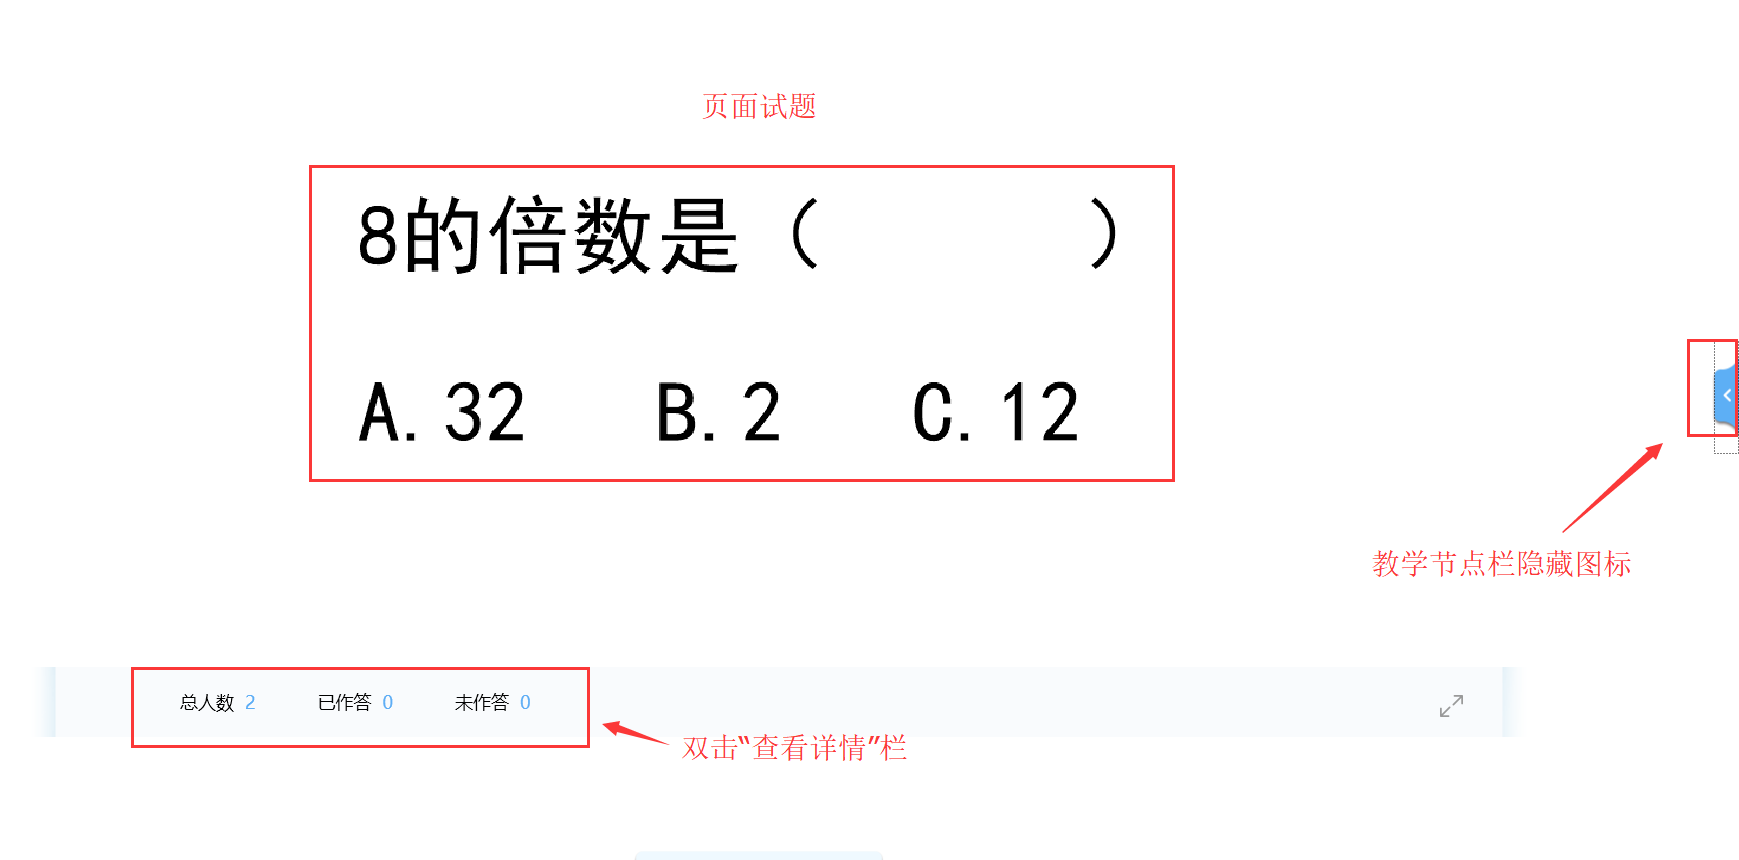 页面试题
8的倍数是（ ）
A.32 B.2 C.12
教学节点栏隐藏图标
总人数 2 已作答 0 未作答 0
双击“查看详情”栏